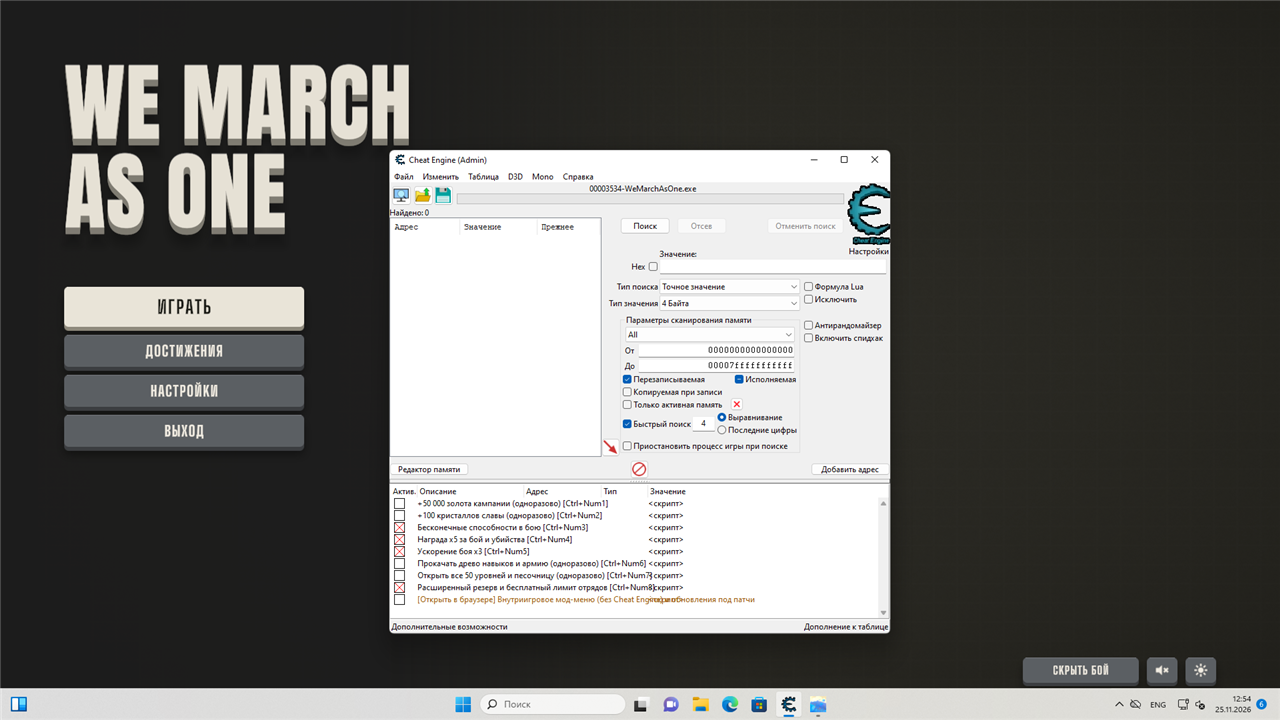 WE MARCH
AS ONE
ИГРАТЬ
ДОСТИЖЕНИЯ
НАСТРОЙКИ
ВЫХОД
Cheat Engine (Admin)
Файл Изменить Таблица D3D Mono Справка
00003534-WeMarchAsOne.exe
Найдено: 0
Адрес Значение Прежнее
Поиск Отсев Отменить поиск
Cheat Engine
Настройки
Значение:
Hex
Тип поиска Точное значение
Тип значения 4 Байта
Формула Lua
Исключить
Параметры сканирования памяти
All
От 0000000000000000
До 00007fffffffffff
Антирандомайзер
Включить спидхак
Перезаписываемая Исполняемая
Копируемая при записи
Только активная память
Быстрый поиск 4 Выравнивание
Последние цифры
Приостановить процесс игры при поиске
Редактор памяти Добавить адрес
Актив. Описание Адрес Тип Значение
+50 000 золота кампании (одноразово) [Ctrl+Num1] <скрипт>
+100 кристаллов славы (одноразово) [Ctrl+Num2] <скрипт>
Бесконечные способности в бою [Ctrl+Num3] <скрипт>
Награда x5 за бой и убийства [Ctrl+Num4] <скрипт>
Ускорение боя x3 [Ctrl+Num5] <скрипт>
Прокачать древо навыков и армию (одноразово) [Ctrl+Num6] <скрипт>
Открыть все 50 уровней и песочницу (одноразово) [Ctrl+Num7] <скрипт>
Расширенный резерв и бесплатный лимит отрядов [Ctrl+Num8] <скрипт>
[Открыть в браузере] Внутриигровое мод-меню (без Cheat Engine) и обновления под патчи
Дополнительные возможности Дополнение к таблице
СКРЫТЬ БОЙ
Поиск
ENG
12:54
25.11.2026
6